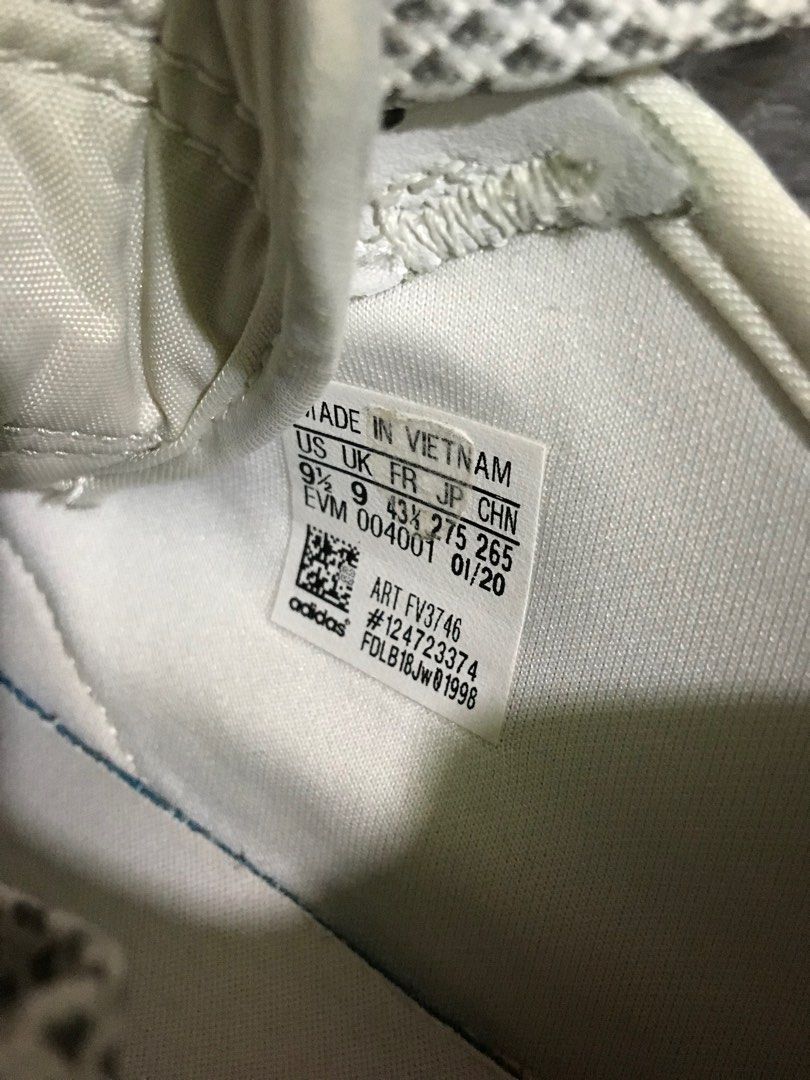 MADE IN VIETNAM
US UK FR JP CHN
9½ 9 43⅓ 275 265
EVM 004001 01/20
adidas
ART FV3746
#124723374
FDLB18Jw01998